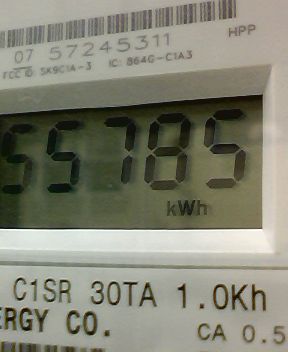 07 57245311
HPP
FCC ID: SK9C1A-3 IC: 864G-C1A3
55785
kWh
C1SR 30TA 1.0Kh
ERGY CO.
CA 0.5